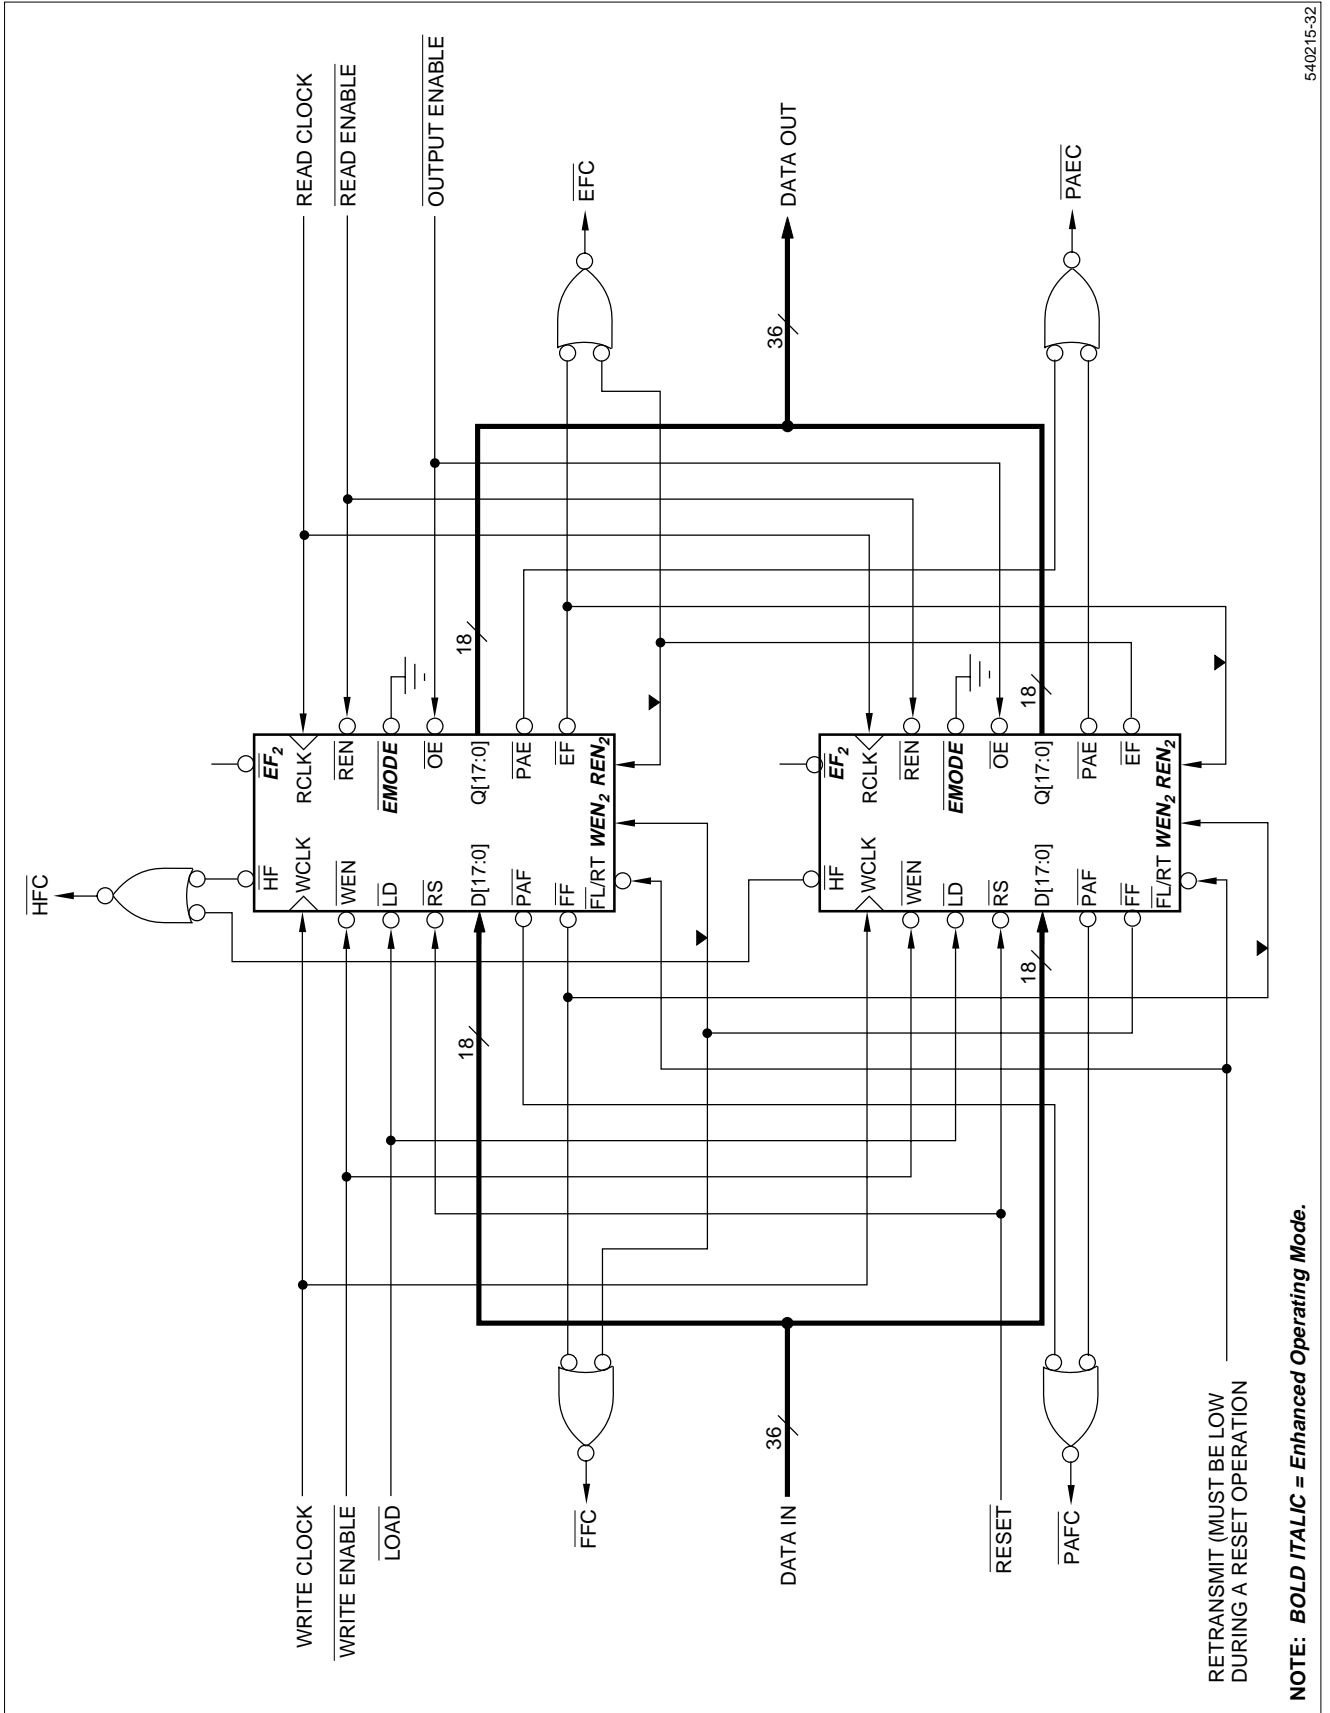 HFC
WRITE CLOCK
WRITE ENABLE
LOAD
FFC
DATA IN
36
RESET
PAFC
RETRANSMIT (MUST BE LOW
DURING A RESET OPERATION
18
HF
EF2
WCLK
RCLK
WEN
REN
LD
EMODE
RS
OE
D[17:0]
Q[17:0]
PAF
PAE
FF
EF
FL/RT WEN2 REN2
18
18
HF
EF2
WCLK
RCLK
WEN
REN
LD
EMODE
RS
OE
D[17:0]
Q[17:0]
PAF
PAE
FF
EF
FL/RT WEN2 REN2
18
READ CLOCK
READ ENABLE
OUTPUT ENABLE
EFC
36
DATA OUT
PAEC
NOTE: BOLD ITALIC = Enhanced Operating Mode.
540215-32